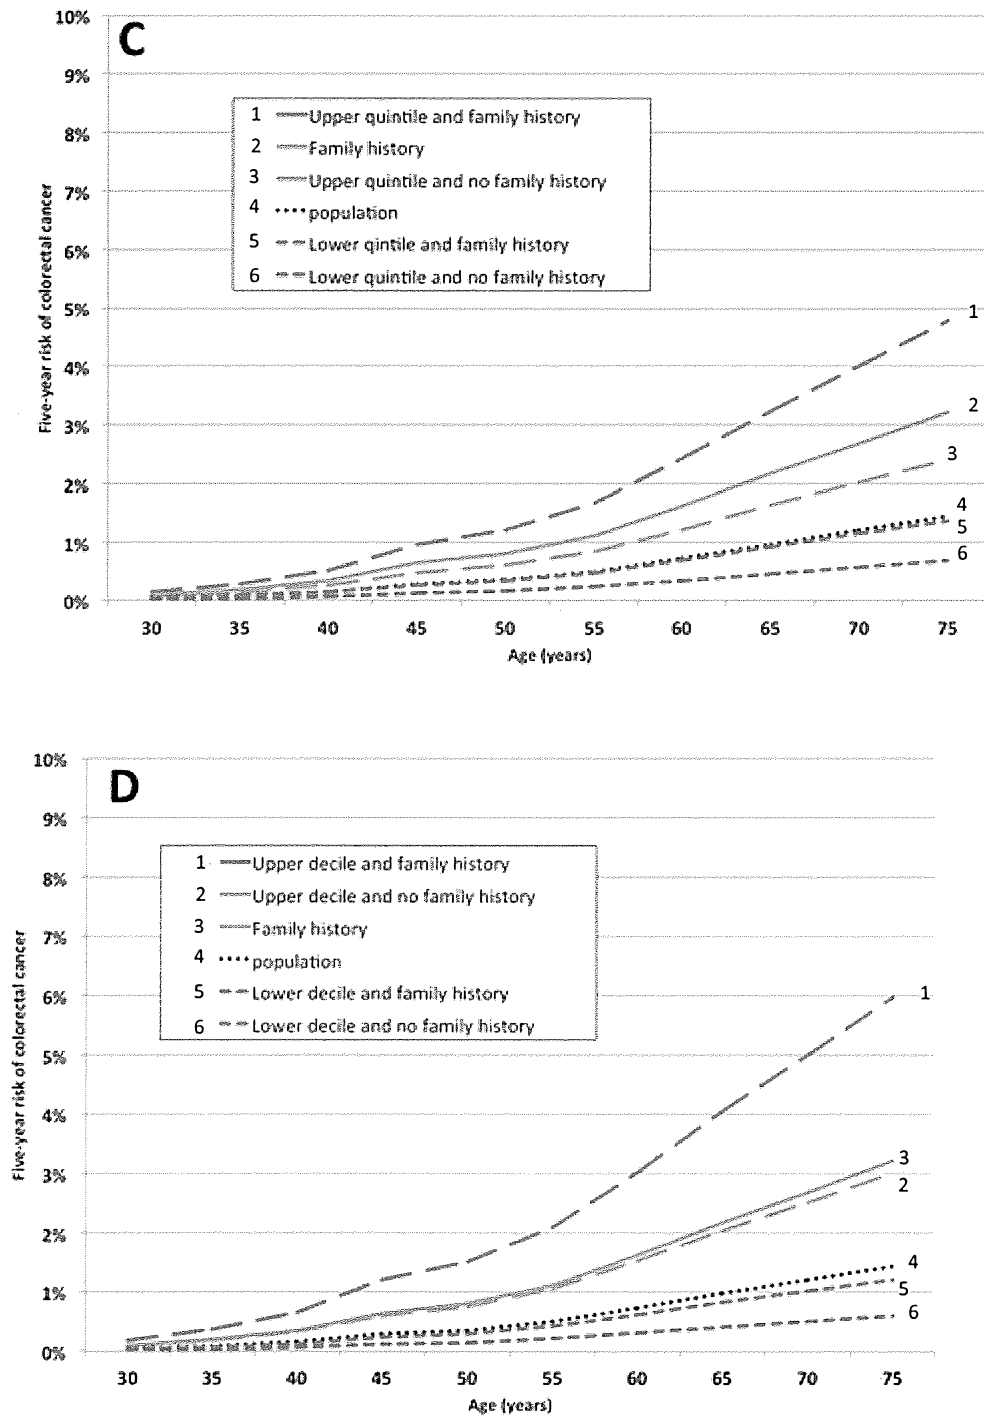 C
10%
9%
8%
7%
6%
5%
4%
3%
2%
1%
0%
Five-year risk of colorectal cancer
1 Upper quintile and family history
2 Family history
3 Upper quintile and no family history
4 population
5 Lower qintile and family history
6 Lower quintile and no family history
1
2
3
4
5
6
30 35 40 45 50 55 60 65 70 75
Age (years)
D
10%
9%
8%
7%
6%
5%
4%
3%
2%
1%
0%
Five-year risk of colorectal cancer
1 Upper decile and family history
2 Upper decile and no family history
3 Family history
4 population
5 Lower decile and family history
6 Lower decile and no family history
1
3
2
4
5
6
30 35 40 45 50 55 60 65 70 75
Age (years)